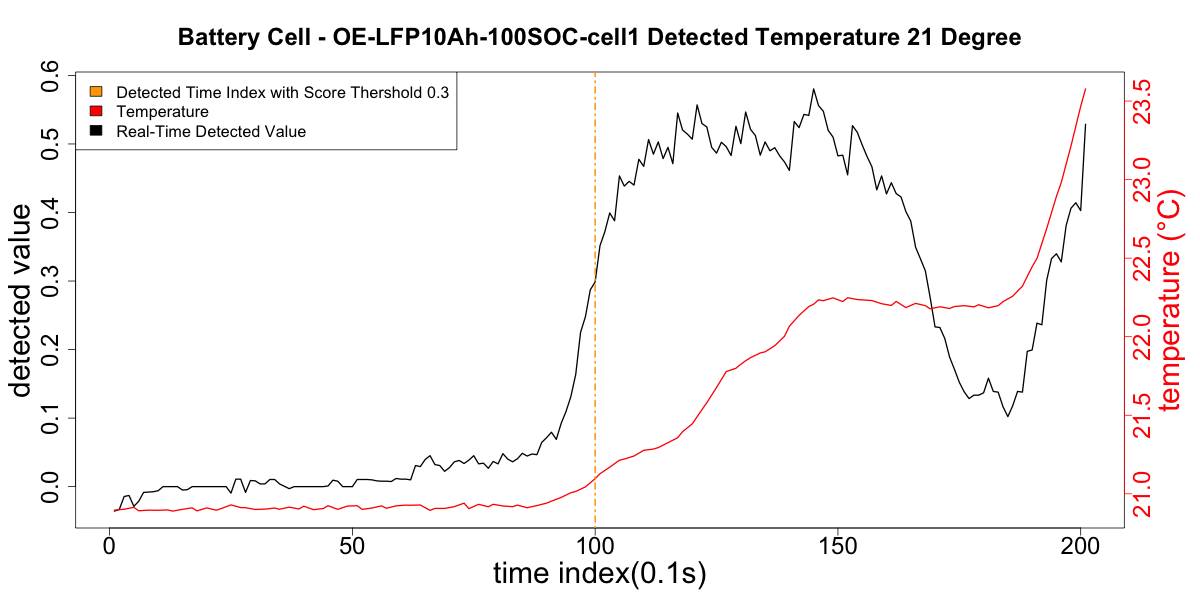 Battery Cell - OE-LFP10Ah-100SOC-cell1 Detected Temperature 21 Degree
Detected Time Index with Score Thershold 0.3
Temperature
Real-Time Detected Value
detected value
0.6
0.5
0.4
0.3
0.2
0.1
0.0
23.5
23.0
22.5
22.0
21.5
21.0
temperature (°C)
0 50 100 150 200
time index(0.1s)